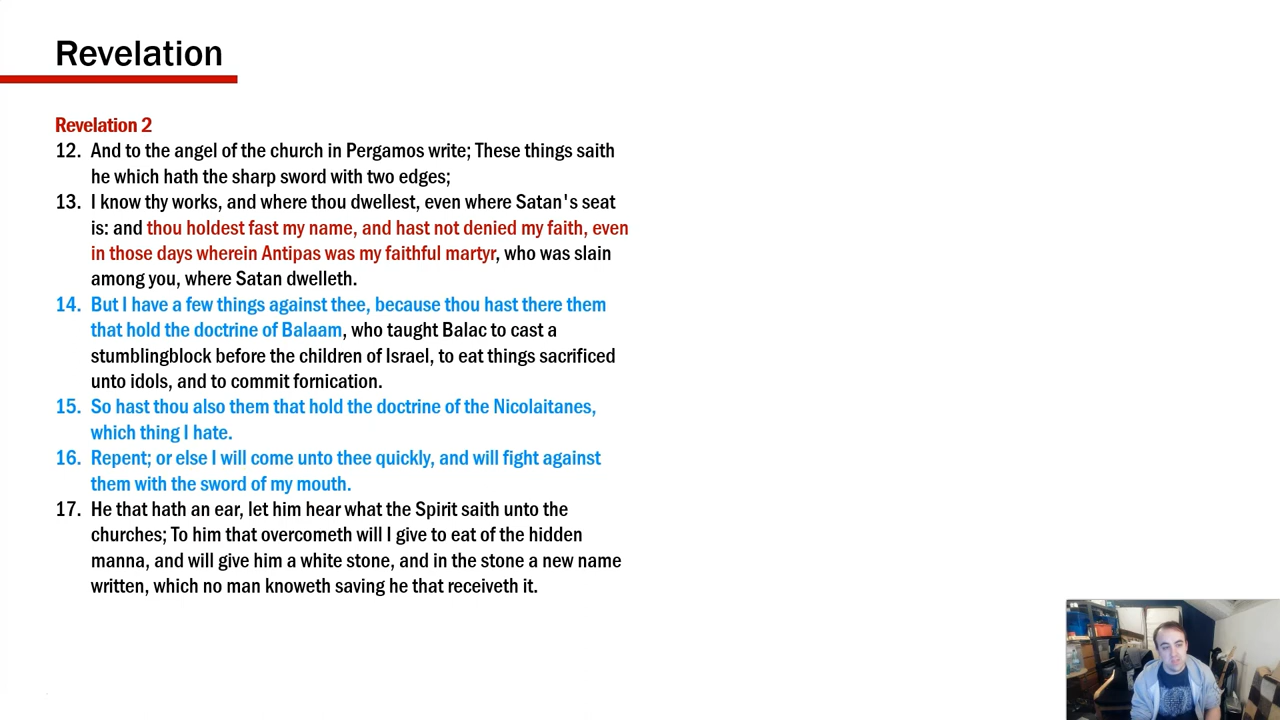 Revelation
Revelation 2
12. And to the angel of the church in Pergamos write; These things saith
he which hath the sharp sword with two edges;
13. I know thy works, and where thou dwellest, even where Satan's seat
is: and thou holdest fast my name, and hast not denied my faith, even
in those days wherein Antipas was my faithful martyr, who was slain
among you, where Satan dwelleth.
14. But I have a few things against thee, because thou hast there them
that hold the doctrine of Balaam, who taught Balac to cast a
stumblingblock before the children of Israel, to eat things sacrificed
unto idols, and to commit fornication.
15. So hast thou also them that hold the doctrine of the Nicolaitanes,
which thing I hate.
16. Repent; or else I will come unto thee quickly, and will fight against
them with the sword of my mouth.
17. He that hath an ear, let him hear what the Spirit saith unto the
churches; To him that overcometh will I give to eat of the hidden
manna, and will give him a white stone, and in the stone a new name
written, which no man knoweth saving he that receiveth it.